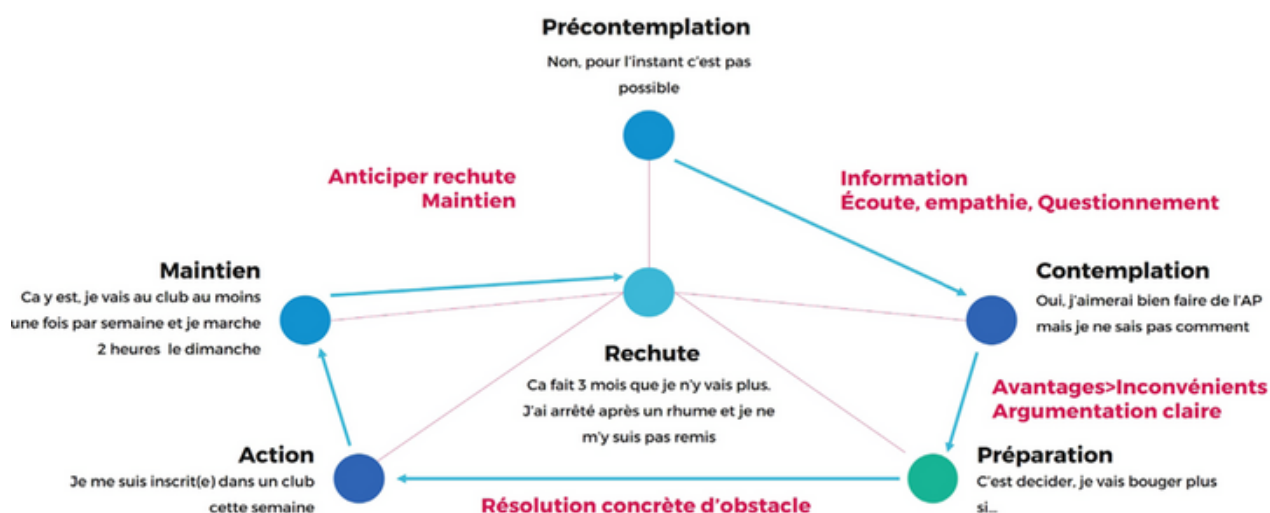 Précontemplation
Non, pour l'instant c'est pas
possible
Anticiper rechute
Maintien
Information
Écoute, empathie, Questionnement
Maintien
Ca y est, je vais au club au moins
une fois par semaine et je marche
2 heures le dimanche
Contemplation
Oui, j'aimerai bien faire de l'AP
mais je ne sais pas comment
Rechute
Ca fait 3 mois que je n'y vais plus.
J'ai arrêté après un rhume et je ne
m'y suis pas remis
Avantages>Inconvénients
Argumentation claire
Action
Je me suis inscrit(e) dans un club
cette semaine
Préparation
C'est decider, je vais bouger plus
si...
Résolution concrète d'obstacle